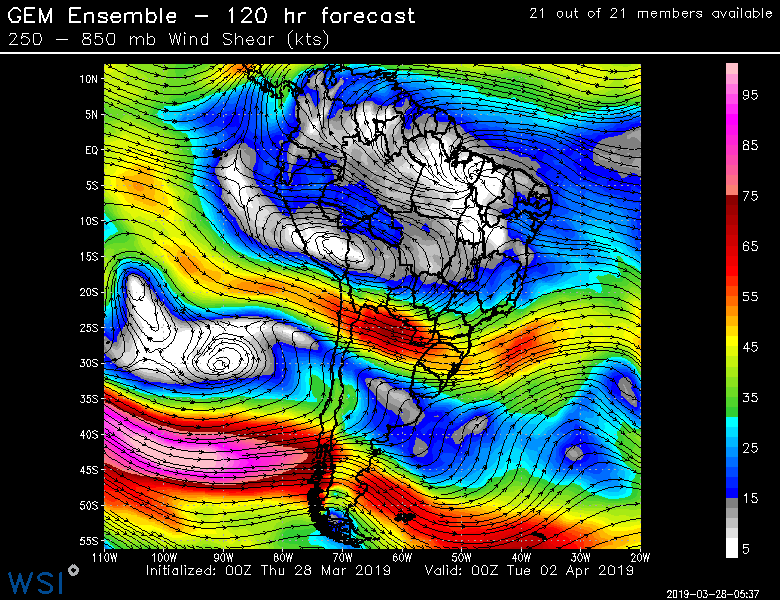 GEM Ensemble – 120 hr forecast
21 out of 21 members available
250 – 850 mb Wind Shear (kts)
10N
5N
EQ
5S
10S
15S
20S
25S
30S
35S
40S
45S
50S
55S
110W 100W 90W 80W 70W 60W 50W 40W 30W 20W
95
85
75
65
55
45
35
25
15
5
Initialized: 00Z Thu 28 Mar 2019 Valid: 00Z Tue 02 Apr 2019
WSI
2019-03-28-05:37